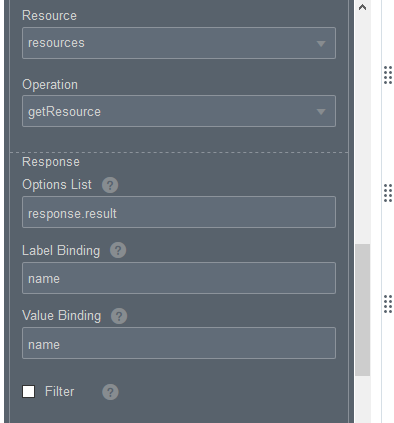 Resource
resources
Operation
getResource
Response
Options List ?
response.result
Label Binding ?
name
Value Binding ?
name
Filter ?